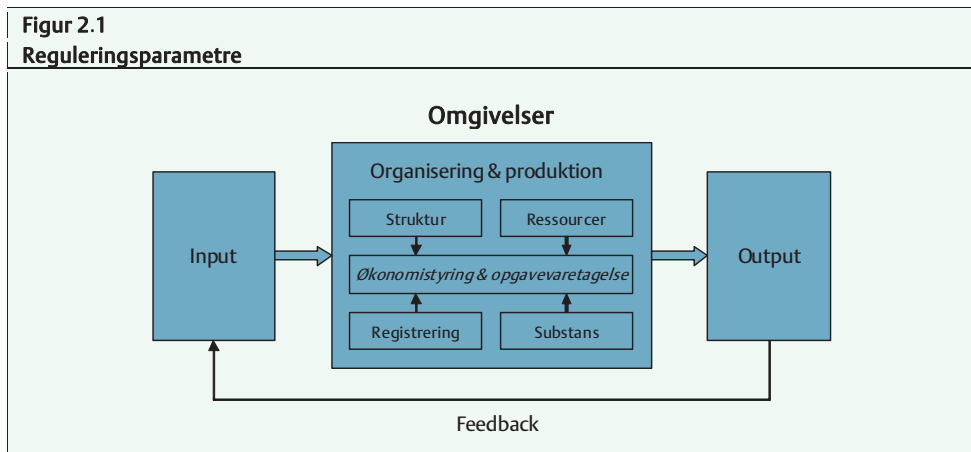 Figur 2.1
Reguleringsparametre
Omgivelser
Organisering & produktion
Struktur
Ressourcer
Input
Økonomistyring & opgavevaretagelse
Output
Registrering
Substans
Feedback